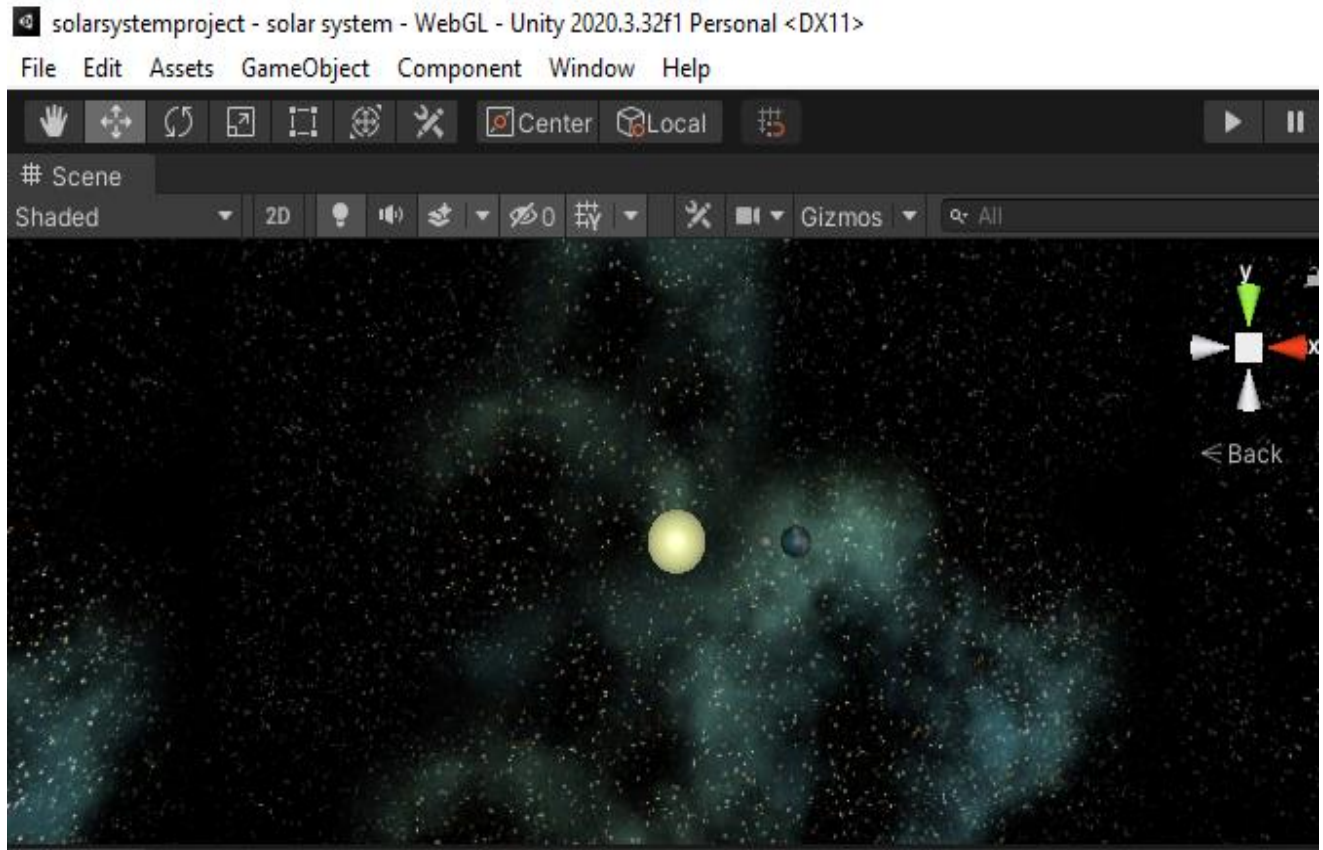 solarsystemproject - solar system - WebGL - Unity 2020.3.32f1 Personal <DX11>
File Edit Assets GameObject Component Window Help
Center Local
Scene
Shaded 2D 0 Gizmos All
y
x
Back